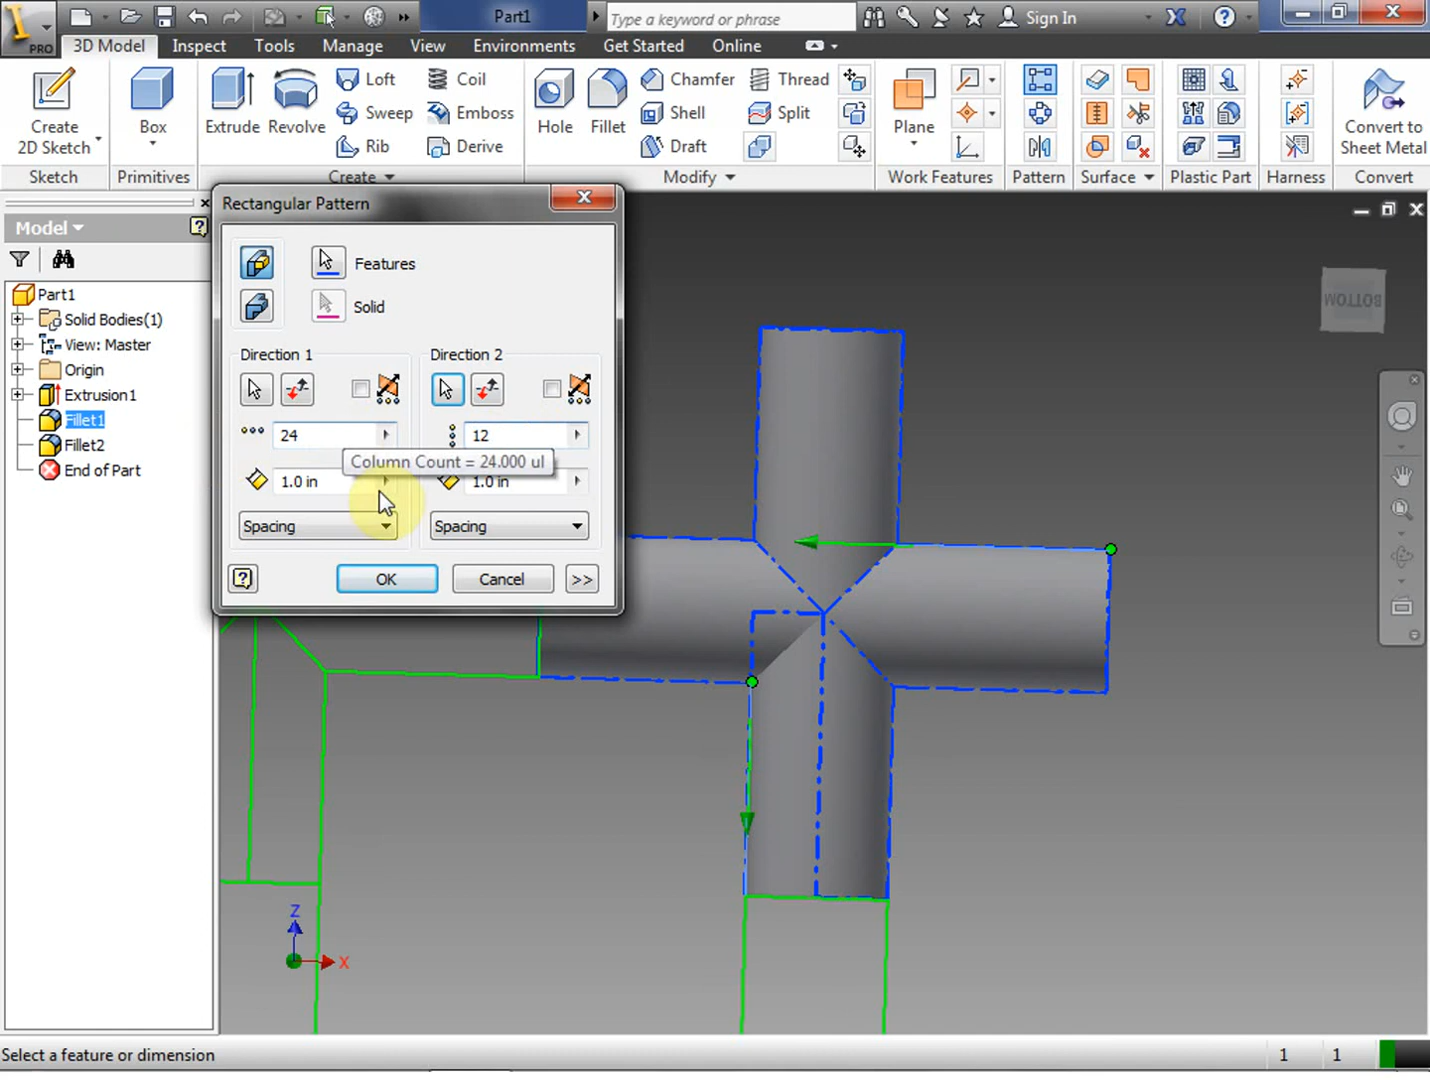 PRO
Part1
Type a keyword or phrase
Sign In
3D Model
Inspect
Tools
Manage
View
Environments
Get Started
Online
Create
2D Sketch
Box
Extrude
Revolve
Loft
Sweep
Rib
Coil
Emboss
Derive
Hole
Fillet
Chamfer
Shell
Draft
Thread
Split
Plane
Convert to
Sheet Metal
Sketch
Primitives
Create
Modify
Work Features
Pattern
Surface
Plastic Part
Harness
Convert
Model
Part1
Solid Bodies(1)
View: Master
Origin
Extrusion1
Fillet1
Fillet2
End of Part
Rectangular Pattern
Features
Solid
Direction 1
Direction 2
24
12
Column Count = 24.000 ul
1.0 in
1.0 in
Spacing
Spacing
OK
Cancel
>>
BOTTOM
Z
X
Select a feature or dimension
1
1